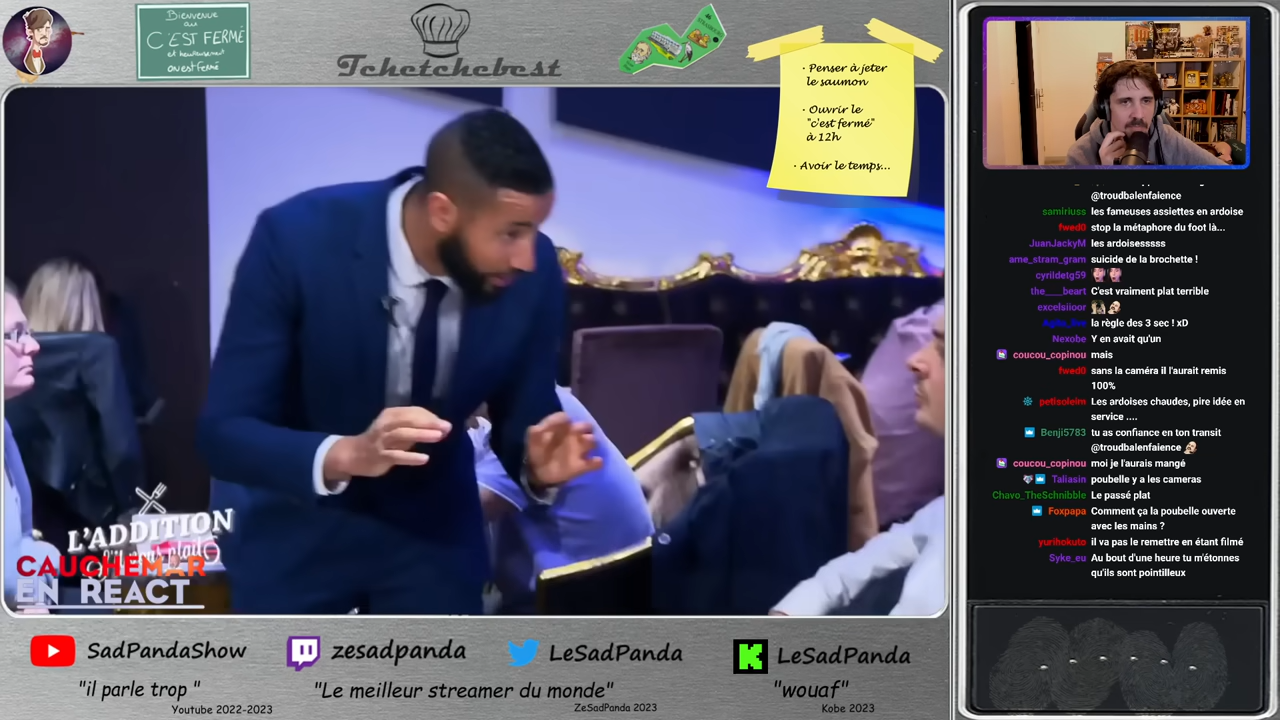 Bienvenue
au
C'EST FERMÉ
et heureusement
on est fermé
Tchetchebest
· Penser à jeter
le saumon
· Ouvrir le
"c'est fermé"
à 12h
· Avoir le temps...
@troudbalenfaience
samiriuss les fameuses assiettes en ardoise
fwed0 stop la métaphore du foot là...
JuanJackyM les ardoisesssss
ame_stram_gram suicide de la brochette !
cyrildetg59
the____beart C'est vraiment plat terrible
excelsiioor
la règle des 3 sec ! xD
Nexobe Y en avait qu'un
coucou_copinou mais
fwed0 sans la caméra il l'aurait remis
100%
petisoleim Les ardoises chaudes, pire idée en
service ....
Benji5783 tu as confiance en ton transit
@troudbalenfaience
coucou_copinou moi je l'aurais mangé
Taliasin poubelle y a les cameras
Chavo_TheSchnibble Le passé plat
Foxpapa Comment ça la poubelle ouverte
avec les mains ?
yurihokuto il va pas le remettre en étant filmé
Syke_eu Au bout d'une heure tu m'étonnes
qu'ils sont pointilleux
L'ADDITION
s'il vous plaît
CAUCHEMAR
EN REACT
SadPandaShow
zesadpanda
LeSadPanda
LeSadPanda
"il parle trop "
Youtube 2022-2023
"Le meilleur streamer du monde"
ZeSadPanda 2023
"wouaf"
Kobe 2023